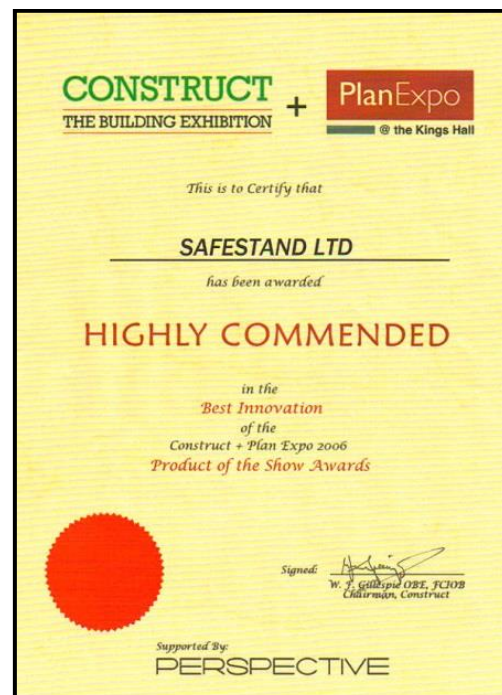 CONSTRUCT
THE BUILDING EXHIBITION
+
PlanExpo
@ the Kings Hall
This is to Certify that
SAFESTAND LTD
has been awarded
HIGHLY COMMENDED
in the
Best Innovation
of the
Construct + Plan Expo 2006
Product of the Show Awards
Signed:
W. J. Gillespie OBE, FCIOB
Chairman, Construct
Supported By:
PERSPECTIVE